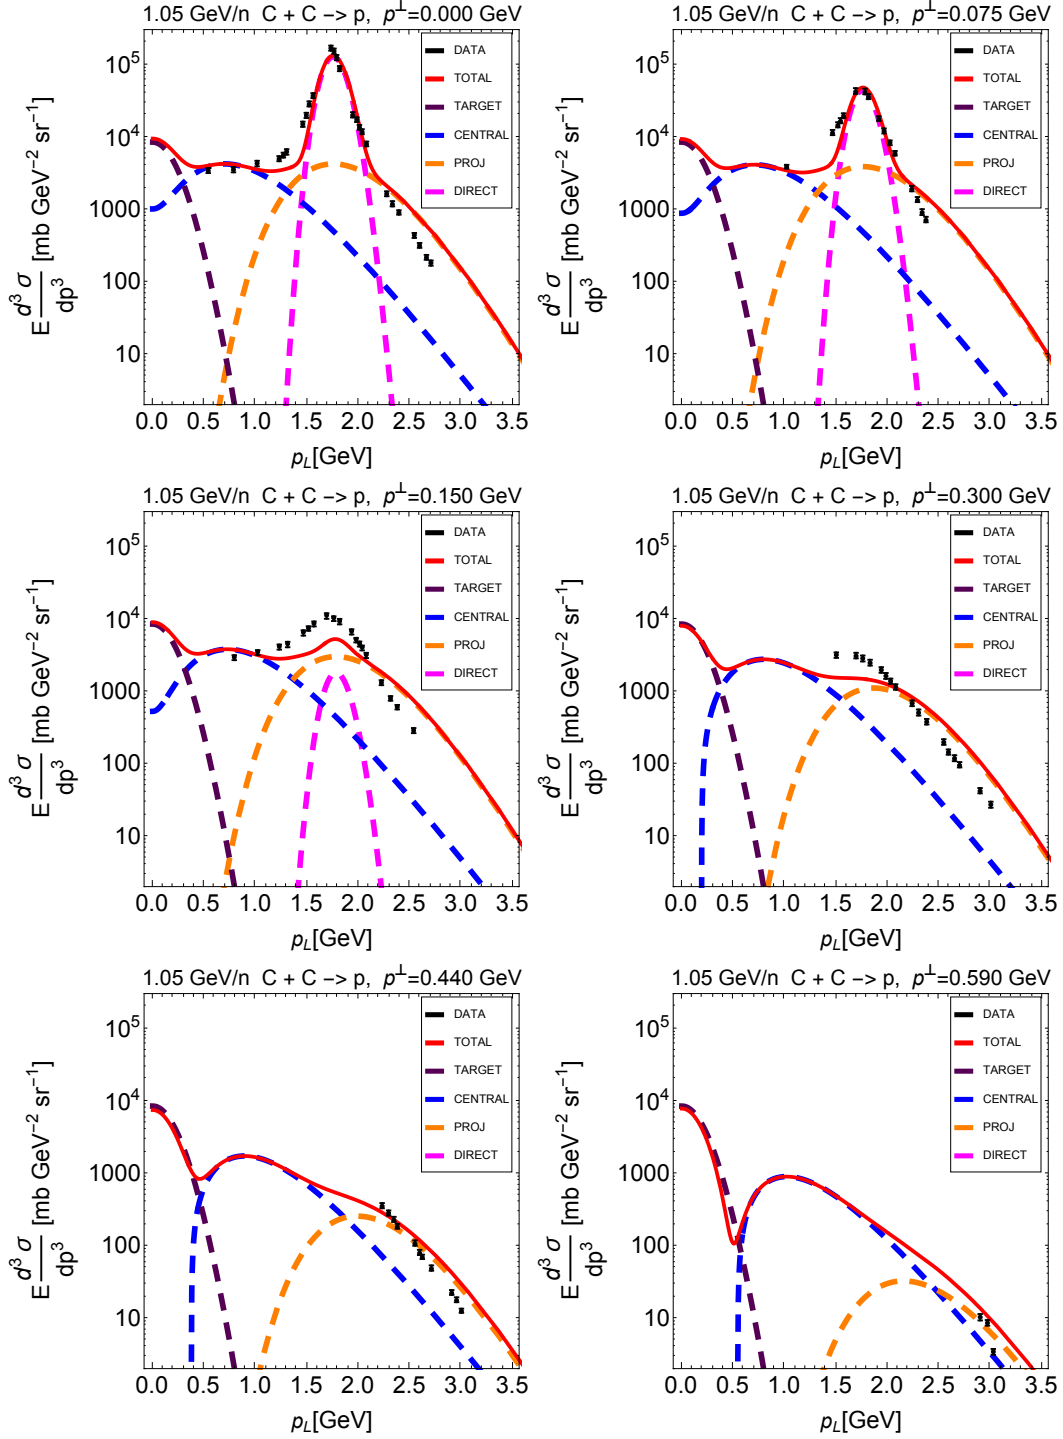 1.05 GeV/n C + C -> p, p⊥=0.000 GeV
10⁵
10⁴
1000
100
10
E d³σ/dp³ [mb GeV⁻² sr⁻¹]
DATA
TOTAL
TARGET
CENTRAL
PROJ
DIRECT
0.0 0.5 1.0 1.5 2.0 2.5 3.0 3.5
p_L[GeV]
1.05 GeV/n C + C -> p, p⊥=0.075 GeV
10⁵
10⁴
1000
100
10
E d³σ/dp³ [mb GeV⁻² sr⁻¹]
DATA
TOTAL
TARGET
CENTRAL
PROJ
DIRECT
0.0 0.5 1.0 1.5 2.0 2.5 3.0 3.5
p_L[GeV]
1.05 GeV/n C + C -> p, p⊥=0.150 GeV
10⁵
10⁴
1000
100
10
E d³σ/dp³ [mb GeV⁻² sr⁻¹]
DATA
TOTAL
TARGET
CENTRAL
PROJ
DIRECT
0.0 0.5 1.0 1.5 2.0 2.5 3.0 3.5
p_L[GeV]
1.05 GeV/n C + C -> p, p⊥=0.300 GeV
10⁵
10⁴
1000
100
10
E d³σ/dp³ [mb GeV⁻² sr⁻¹]
DATA
TOTAL
TARGET
CENTRAL
PROJ
DIRECT
0.0 0.5 1.0 1.5 2.0 2.5 3.0 3.5
p_L[GeV]
1.05 GeV/n C + C -> p, p⊥=0.440 GeV
10⁵
10⁴
1000
100
10
E d³σ/dp³ [mb GeV⁻² sr⁻¹]
DATA
TOTAL
TARGET
CENTRAL
PROJ
DIRECT
0.0 0.5 1.0 1.5 2.0 2.5 3.0 3.5
p_L[GeV]
1.05 GeV/n C + C -> p, p⊥=0.590 GeV
10⁵
10⁴
1000
100
10
E d³σ/dp³ [mb GeV⁻² sr⁻¹]
DATA
TOTAL
TARGET
CENTRAL
PROJ
DIRECT
0.0 0.5 1.0 1.5 2.0 2.5 3.0 3.5
p_L[GeV]